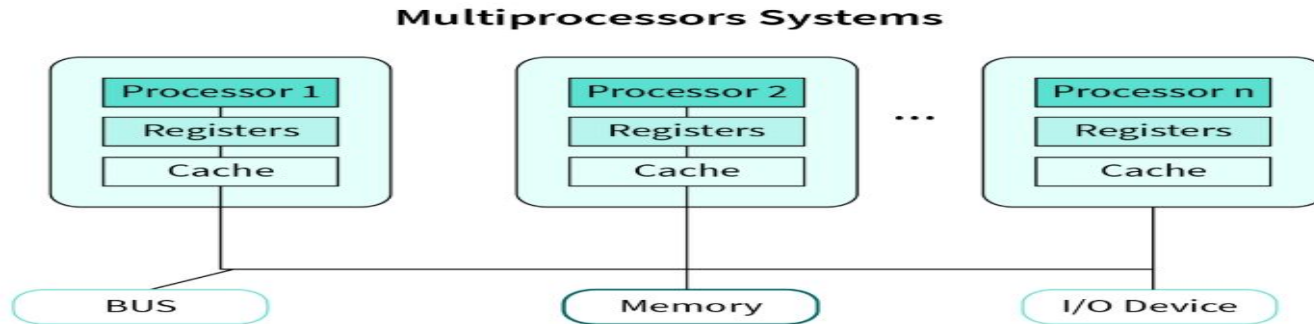 Multiprocessors Systems
Processor 1
Registers
Cache
Processor 2
Registers
Cache
...
Processor n
Registers
Cache
BUS
Memory
I/O Device